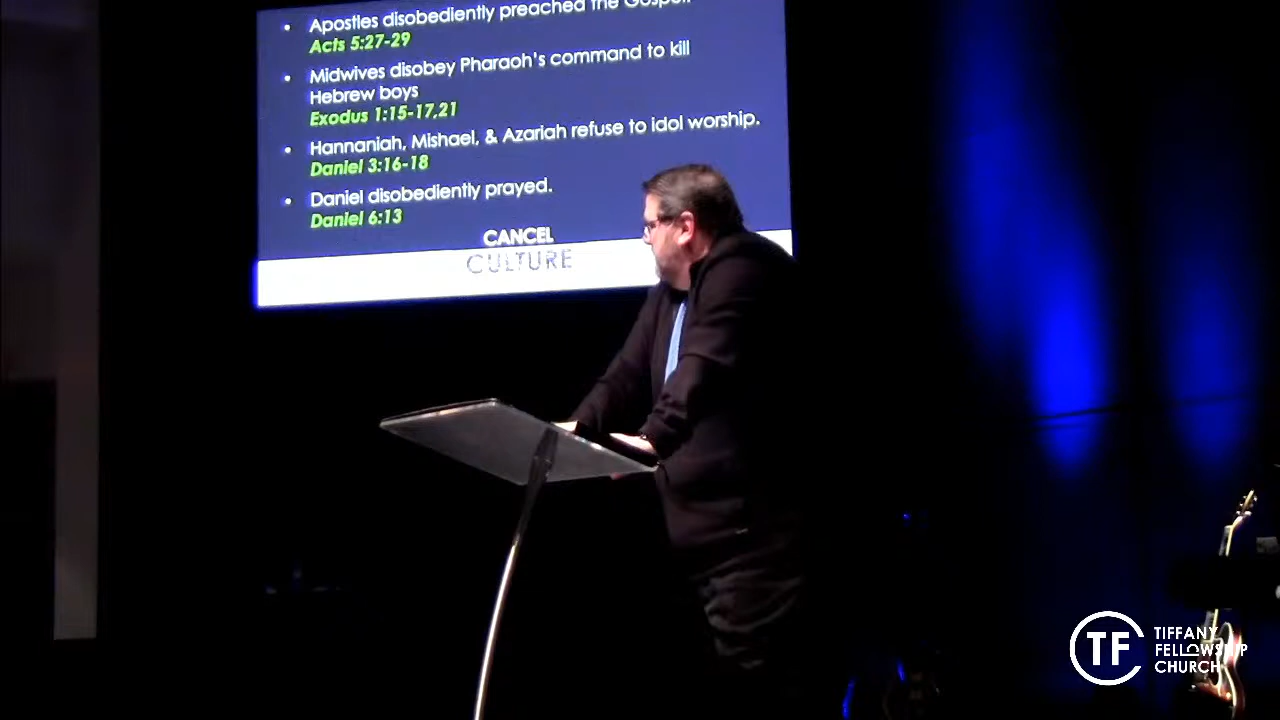 Apostles disobediently preached the Gospel.
Acts 5:27-29
Midwives disobey Pharaoh's command to kill
Hebrew boys
Exodus 1:15-17,21
Hannaniah, Mishael, & Azariah refuse to idol worship.
Daniel 3:16-18
Daniel disobediently prayed.
Daniel 6:13
CANCEL
CULTURE
TF
TIFFANY
FELLOWSHIP
CHURCH